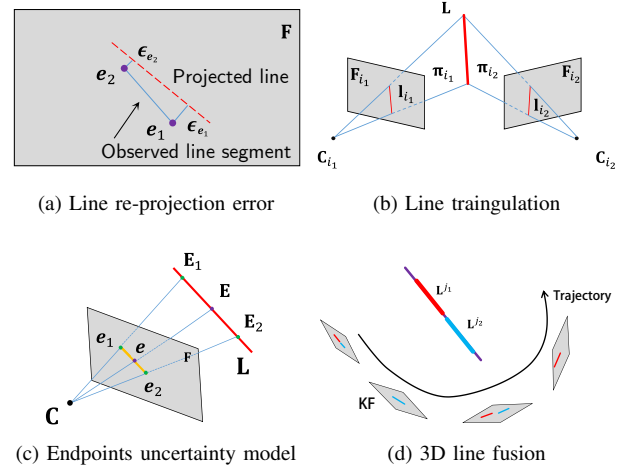 F
ϵ_{e_2}
e_2
Projected line
e_1
ϵ_{e_1}
Observed line segment
(a) Line re-projection error
L
F_{i_1}
π_{i_1}
π_{i_2}
F_{i_2}
l_{i_1}
l_{i_2}
C_{i_1}
C_{i_2}
(b) Line traingulation
E_1
E
E_2
e_1
e
F
e_2
L
C
(c) Endpoints uncertainty model
L^{j_1}
L^{j_2}
Trajectory
KF
(d) 3D line fusion